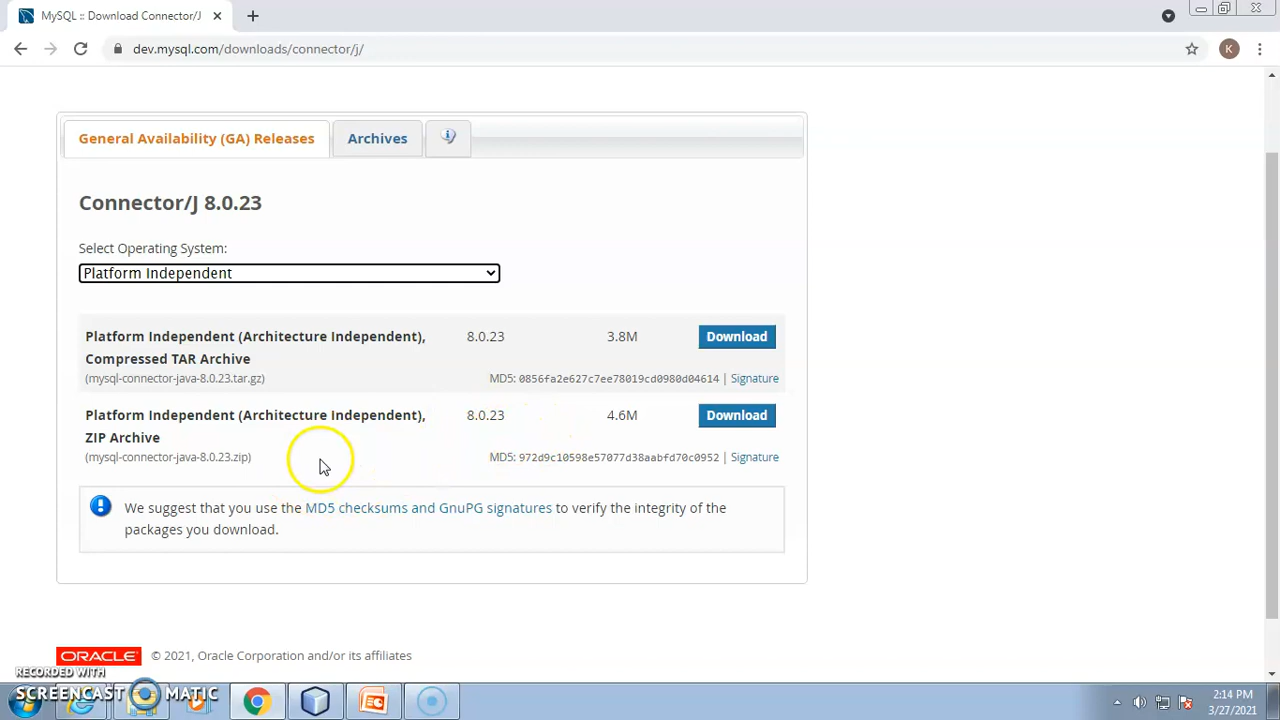 MySQL :: Download Connector/J
dev.mysql.com/downloads/connector/j/
K
General Availability (GA) Releases
Archives
Connector/J 8.0.23
Select Operating System:
Platform Independent
Platform Independent (Architecture Independent), 8.0.23 3.8M Download
Compressed TAR Archive
(mysql-connector-java-8.0.23.tar.gz) MD5: 0856fa2e627c7ee78019cd0980d04614 | Signature
Platform Independent (Architecture Independent), 8.0.23 4.6M Download
ZIP Archive
(mysql-connector-java-8.0.23.zip) MD5: 972d9c10598e57077d38aabfd70c0952 | Signature
We suggest that you use the MD5 checksums and GnuPG signatures to verify the integrity of the
packages you download.
ORACLE © 2021, Oracle Corporation and/or its affiliates
RECORDED WITH
SCREENCAST MATIC
2:14 PM
3/27/2021